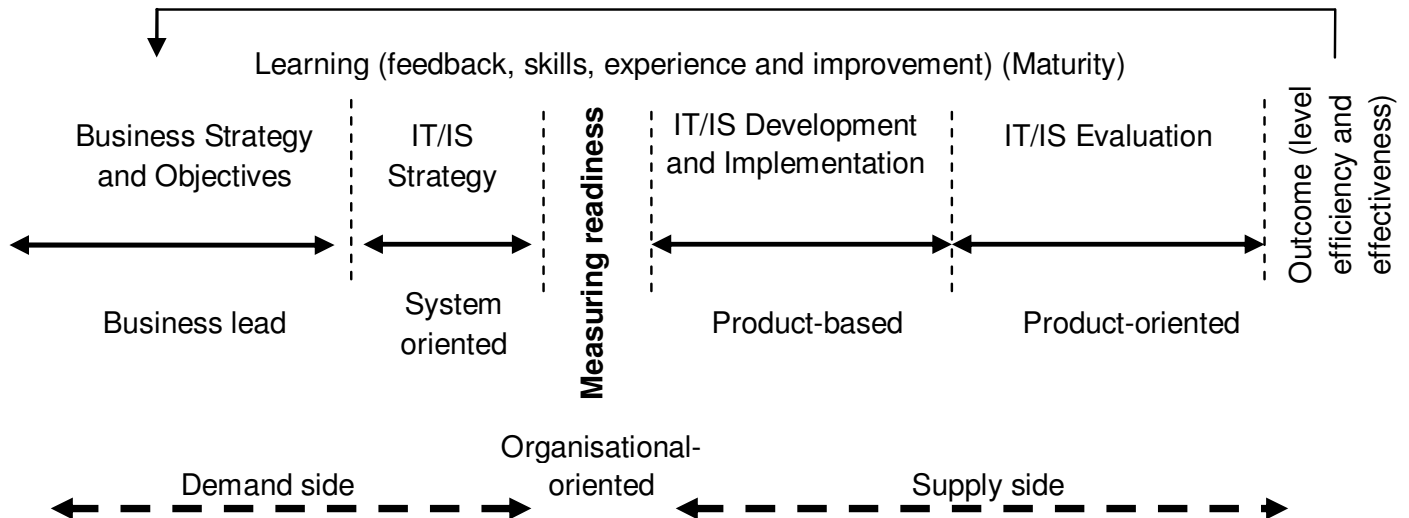 Learning (feedback, skills, experience and improvement) (Maturity)
Business Strategy
and Objectives
IT/IS
Strategy
Measuring readiness
IT/IS Development
and Implementation
IT/IS Evaluation
Outcome (level
efficiency and
effectiveness)
Business lead
System
oriented
Product-based
Product-oriented
Organisational-
oriented
Demand side
Supply side